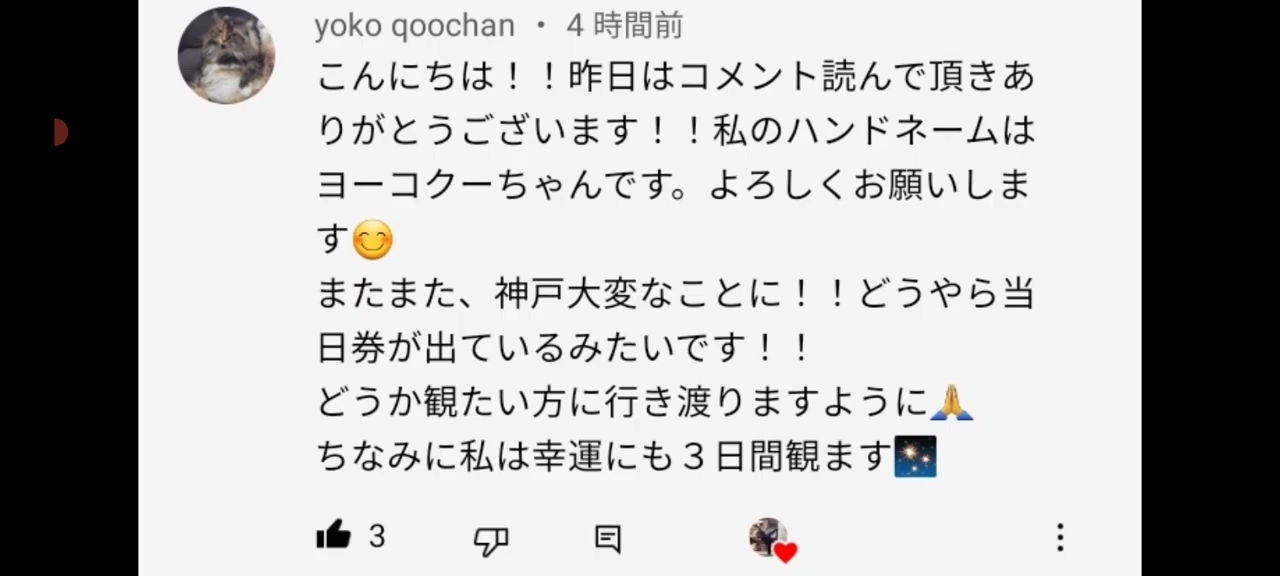 yoko qoochan ・ 4 時間前
こんにちは！！昨日はコメント読んで頂きあ
りがとうございます！！私のハンドネームは
ヨーコクーちゃんです。よろしくお願いしま
す😊
またまた、神戸大変なことに！！どうやら当
日券が出ているみたいです！！
どうか観たい方に行き渡りますように🙏
ちなみに私は幸運にも３日間観ます🎇
3